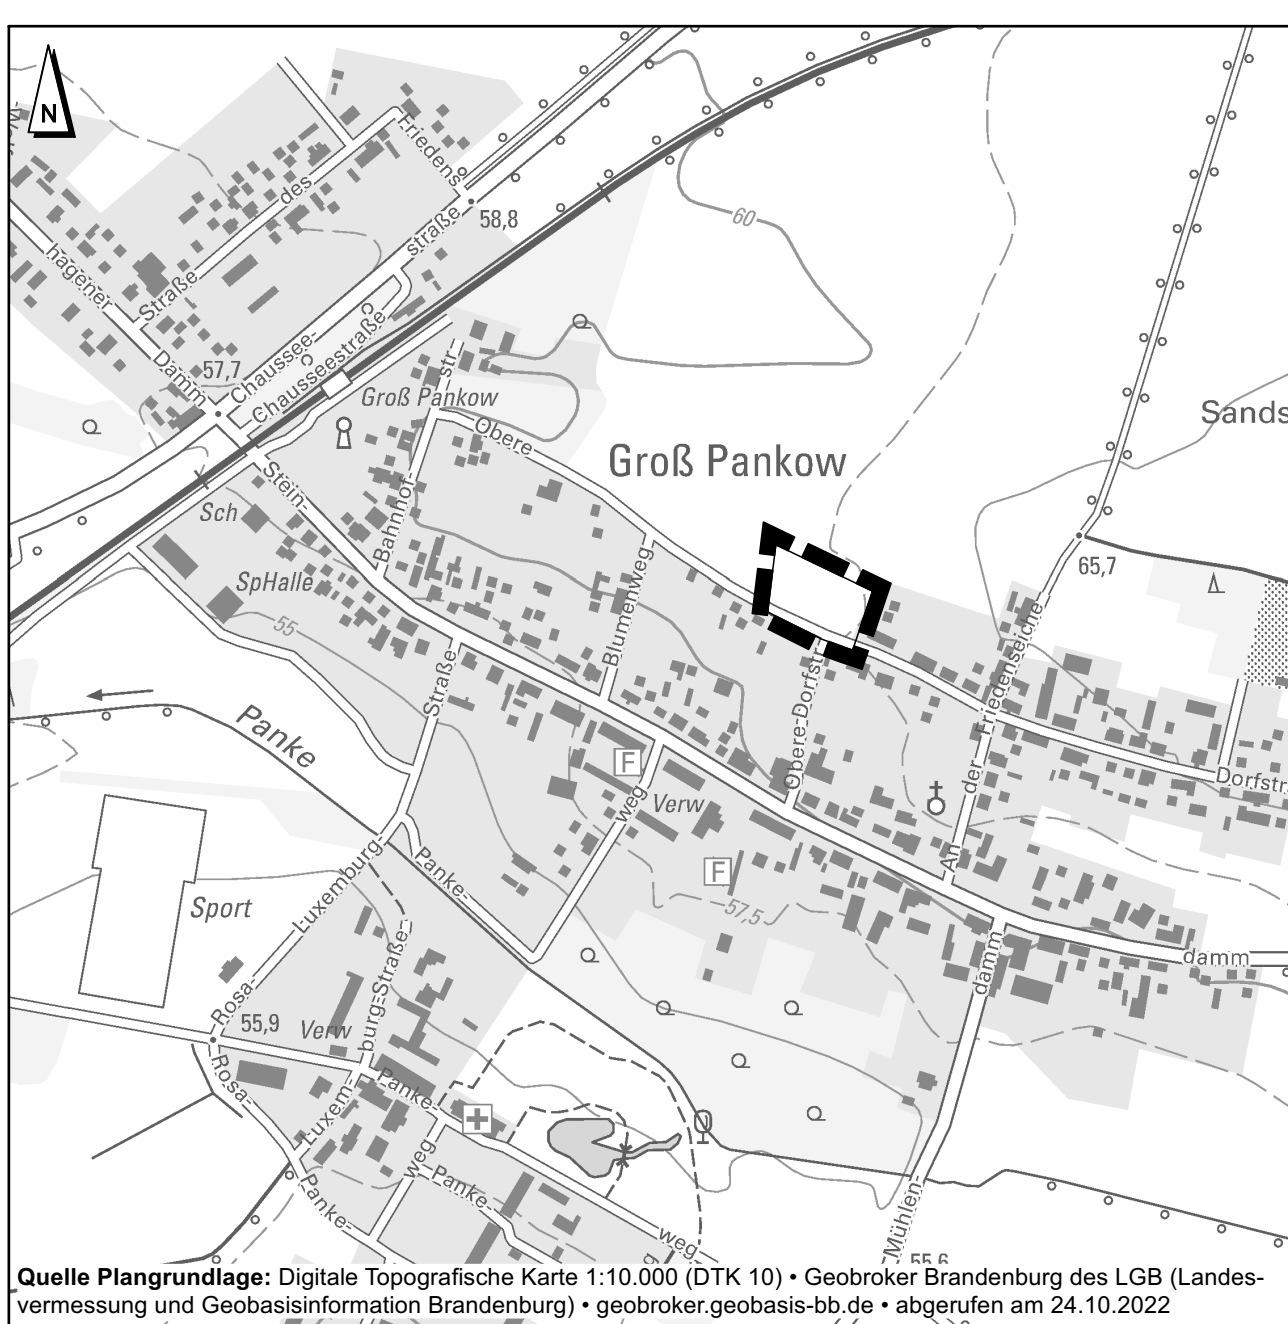 N
Friedens
straße
58,8
des
Straße
hagener
Damm
57,7
Chaussee-
Chausseestraße
60
str.
Groß Pankow
Obere
Groß Pankow
Sands
Stein-
Bahnhof
Sch
SpHalle
55
Blumenweg
65,7
Straße
Obere-Dorfstr.
An der Friedenseiche
Dorfstr
Panke
F
Verw
weg
F
57,5
Panke-
Luxemburg
Rosa-
Sport
damm
damm
55,9
Verw
burg-Straße
Rosa-
Luxem-
Panke-
weg
Panke-
Panke-
weg
g
Mühlen-
55,6
Quelle Plangrundlage: Digitale Topografische Karte 1:10.000 (DTK 10) • Geobroker Brandenburg des LGB (Landes-
vermessung und Geobasisinformation Brandenburg) • geobroker.geobasis-bb.de • abgerufen am 24.10.2022